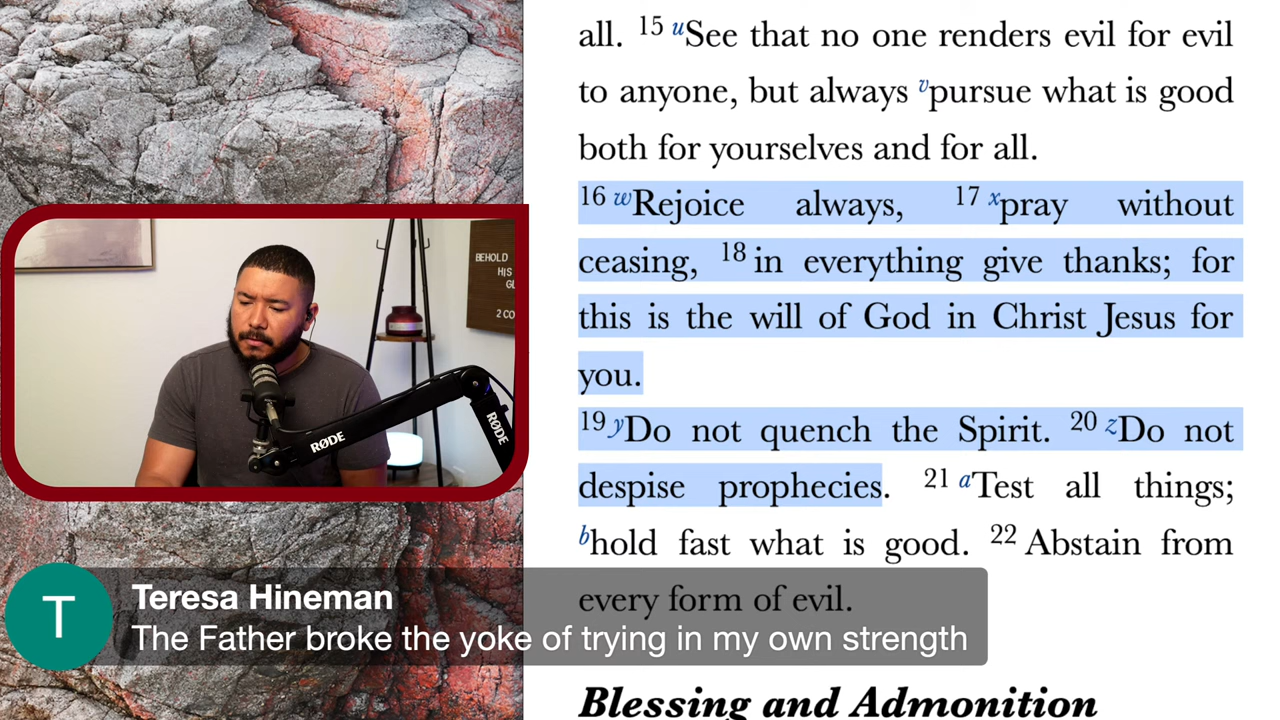 all. 15 uSee that no one renders evil for evil
to anyone, but always vpursue what is good
both for yourselves and for all.
16 wRejoice always, 17 xpray without
ceasing, 18 in everything give thanks; for
this is the will of God in Christ Jesus for
you.
19 yDo not quench the Spirit. 20 zDo not
despise prophecies. 21 aTest all things;
bhold fast what is good. 22 Abstain from
every form of evil.
Blessing and Admonition
BEHOLD
HIS
GL
2 CO
RØDE
RØDE
T
Teresa Hineman
The Father broke the yoke of trying in my own strength